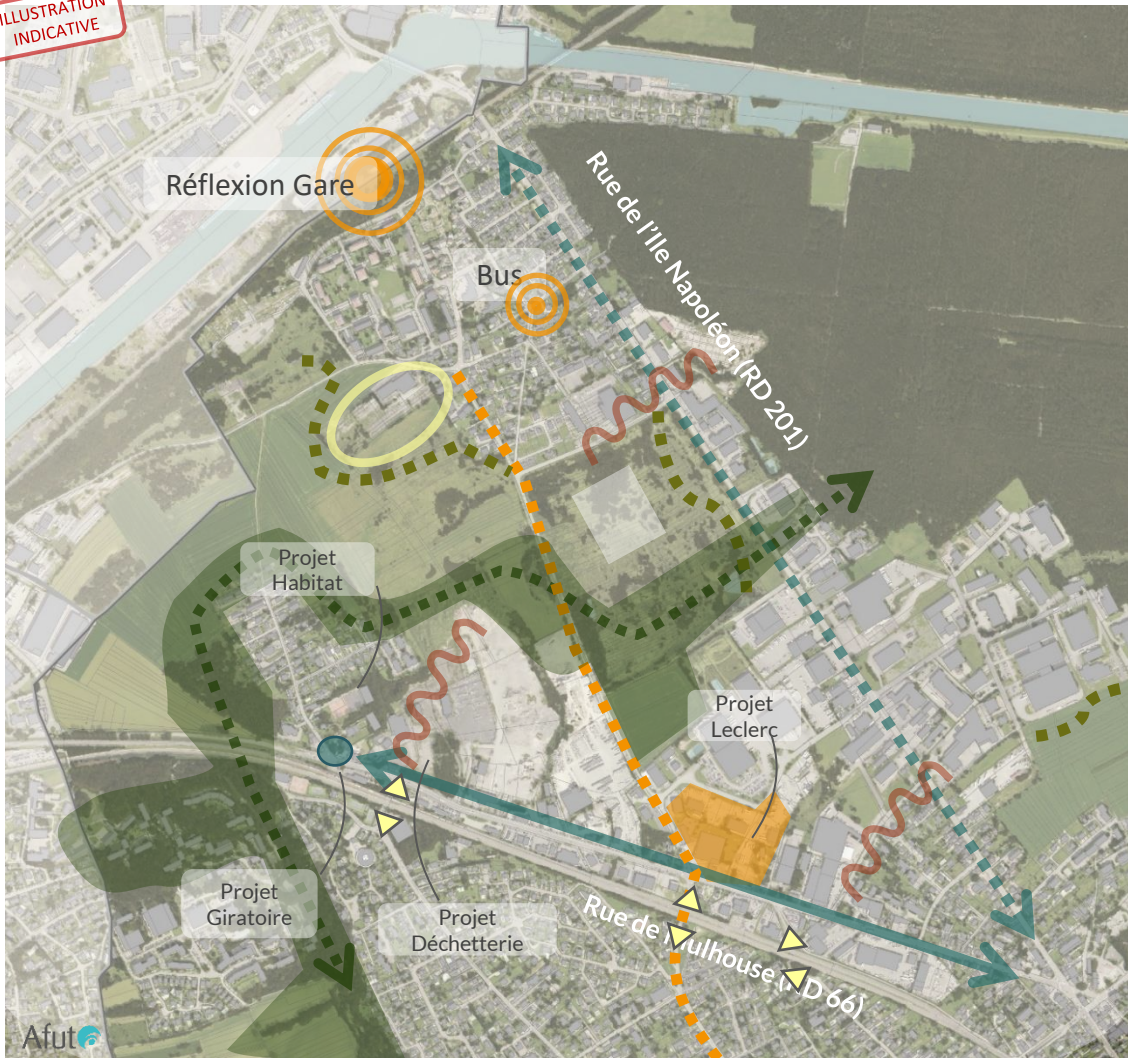 ILLUSTRATION
INDICATIVE
Réflexion Gare
Rue de l'Ile Napoléon (RD 201)
Bus
Projet
Habitat
Projet
Leclerc
Projet
Giratoire
Projet
Déchetterie
Rue de Mulhouse (RD 66)
Afut